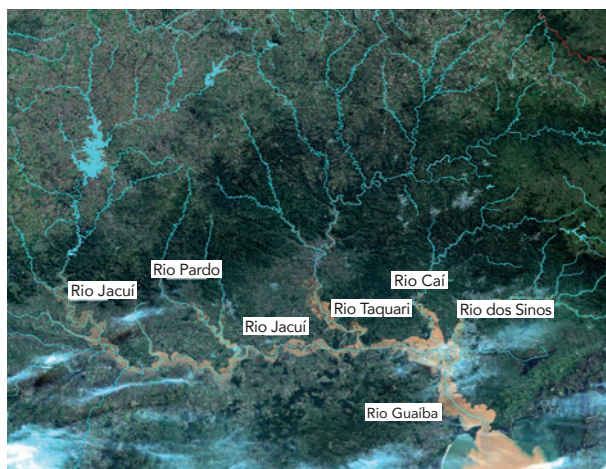 Rio Pardo
Rio Jacuí
Rio Caí
Rio Taquari
Rio dos Sinos
Rio Jacuí
Rio Guaíba